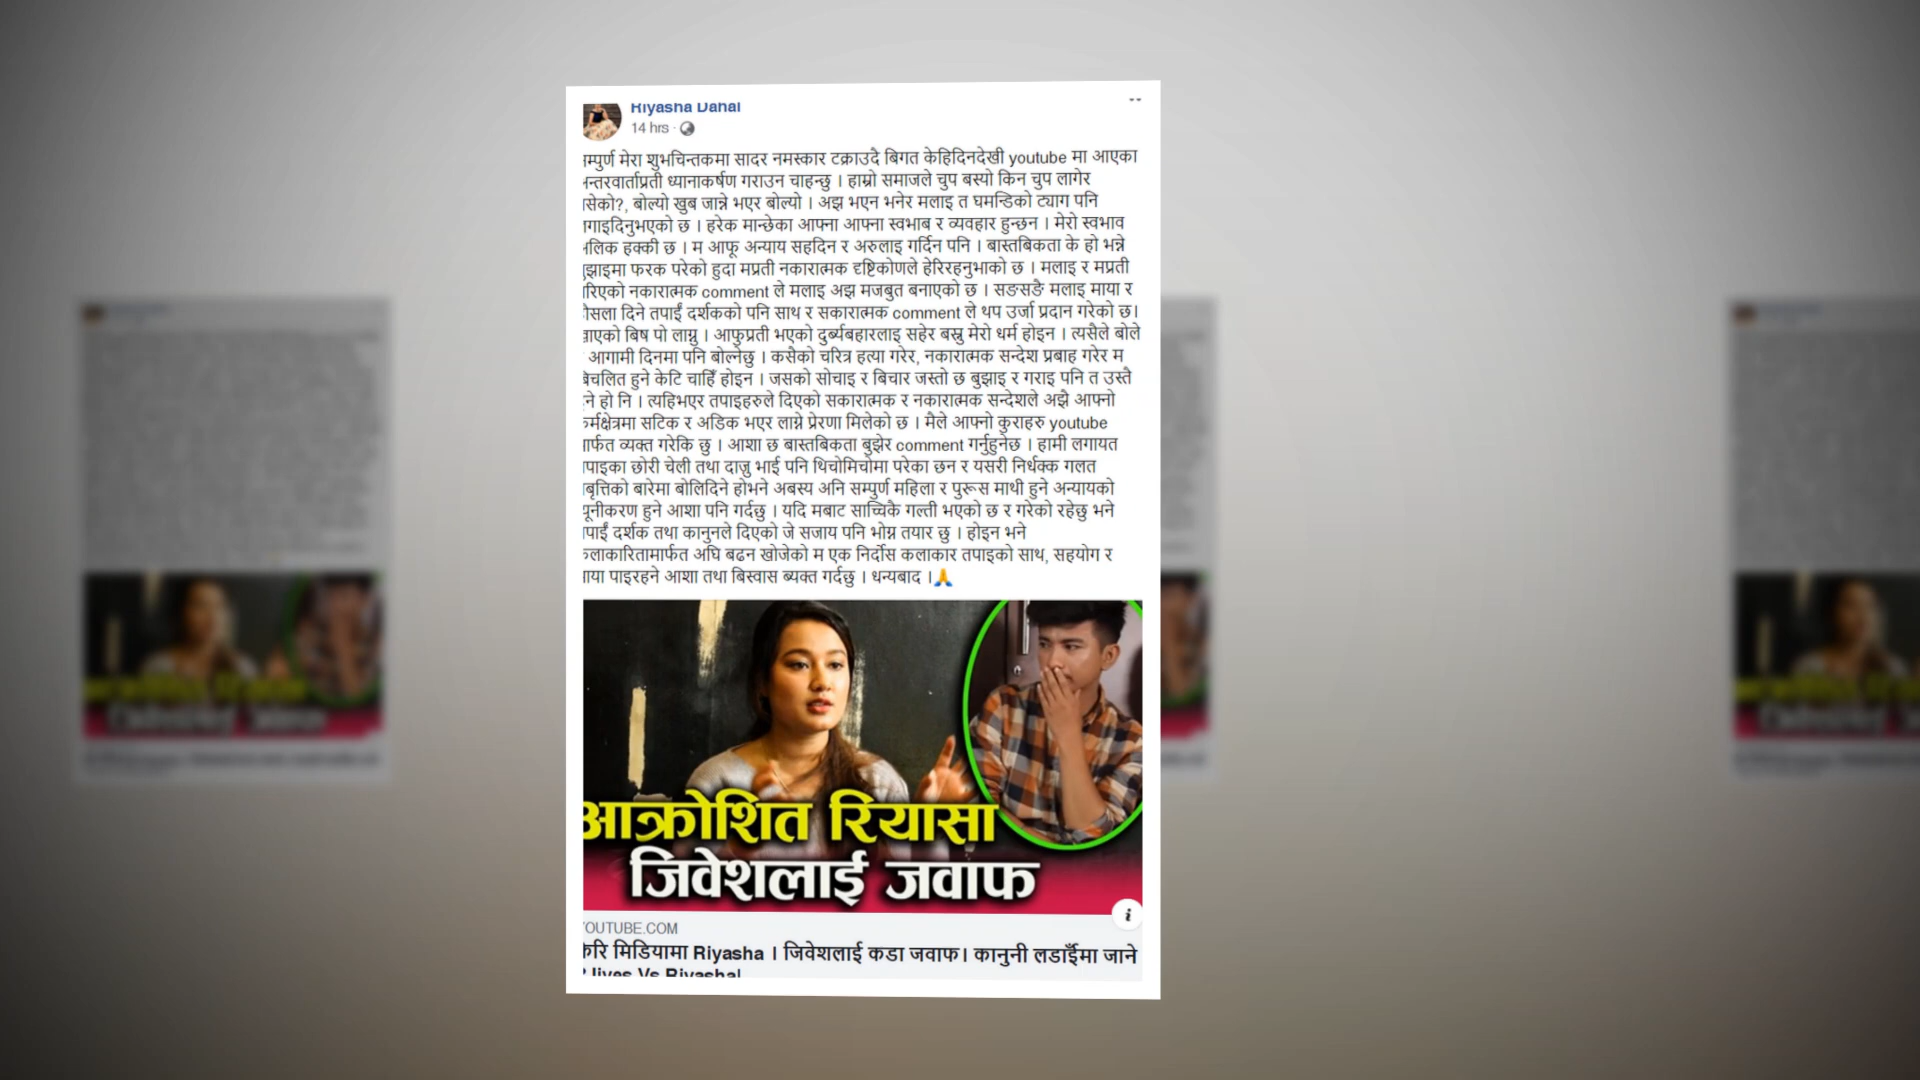 Riyasha Dahal
14 hrs ·
म्पुर्ण मेरा शुभचिन्तकमा सादर नमस्कार टक्राउदै बिगत केहिदिनदेखी youtube मा आएका
न्तरवार्ताप्रती ध्यानाकर्षण गराउन चाहन्छु । हाम्रो समाजले चुप बस्यो किन चुप लागेर
सेको?, बोल्यो खुब जान्ने भएर बोल्यो । अझ भएन भनेर मलाइ त घमन्डिको ट्याग पनि
गाइदिनुभएको छ । हरेक मान्छेका आफ्ना आफ्ना स्वभाब र व्यवहार हुन्छन । मेरो स्वभाव
लिक हक्की छ । म आफू अन्याय सहदिन र अरुलाइ गर्दिन पनि । बास्तबिकता के हो भन्ने
झाइमा फरक परेको हुदा मप्रती नकारात्मक दृष्टिकोणले हेरिरहनुभाको छ । मलाइ र मप्रती
रिएको नकारात्मक comment ले मलाइ अझ मजबुत बनाएको छ । सङसङै मलाइ माया र
ौसला दिने तपाईं दर्शकको पनि साथ र सकारात्मक comment ले थप उर्जा प्रदान गरेको छ।
ाएको बिष पो लाग्नु । आफुप्रती भएको दुर्ब्यबहारलाइ सहेर बस्नु मेरो धर्म होइन । त्यसैले बोले
आगामी दिनमा पनि बोल्नेछु । कसैको चरित्र हत्या गरेर, नकारात्मक सन्देश प्रबाह गरेर म
िचलित हुने केटि चाहिँ होइन । जसको सोचाइ र बिचार जस्तो छ बुझाइ र गराइ पनि त उस्तै
ने हो नि । त्यहिभएर तपाइहरुले दिएको सकारात्मक र नकारात्मक सन्देशले अझै आफ्नो
र्मक्षेत्रमा सटिक र अडिक भएर लाग्ने प्रेरणा मिलेको छ । मैले आफ्नो कुराहरु youtube
ार्फत व्यक्त गरेकि छु । आशा छ बास्तबिकता बुझेर comment गर्नुहुनेछ । हामी लगायत
पाइका छोरी चेली तथा दाजु भाई पनि थिचोमिचोमा परेका छन र यसरी निर्धक्क गलत
बृत्तिको बारेमा बोलिदिने होभने अबस्य अनि सम्पुर्ण महिला र पुरूस माथी हुने अन्यायको
यूनीकरण हुने आशा पनि गर्दछु । यदि मबाट साच्चिकै गल्ती भएको छ र गरेको रहेछु भने
पाईं दर्शक तथा कानुनले दिएको जे सजाय पनि भोग्न तयार छु । होइन भने
लाकारितामार्फत अघि बढन खोजेको म एक निर्दोस कलाकार तपाइको साथ, सहयोग र
ाया पाइरहने आशा तथा बिस्वास ब्यक्त गर्दछु । धन्यबाद ।🙏
आक्रोशित रियासा
जिवेशलाई जवाफ
OUTUBE.COM
फेरि मिडियामा Riyasha । जिवेशलाई कडा जवाफ। कानुनी लडाईँमा जाने
lives Vs Riyasha|